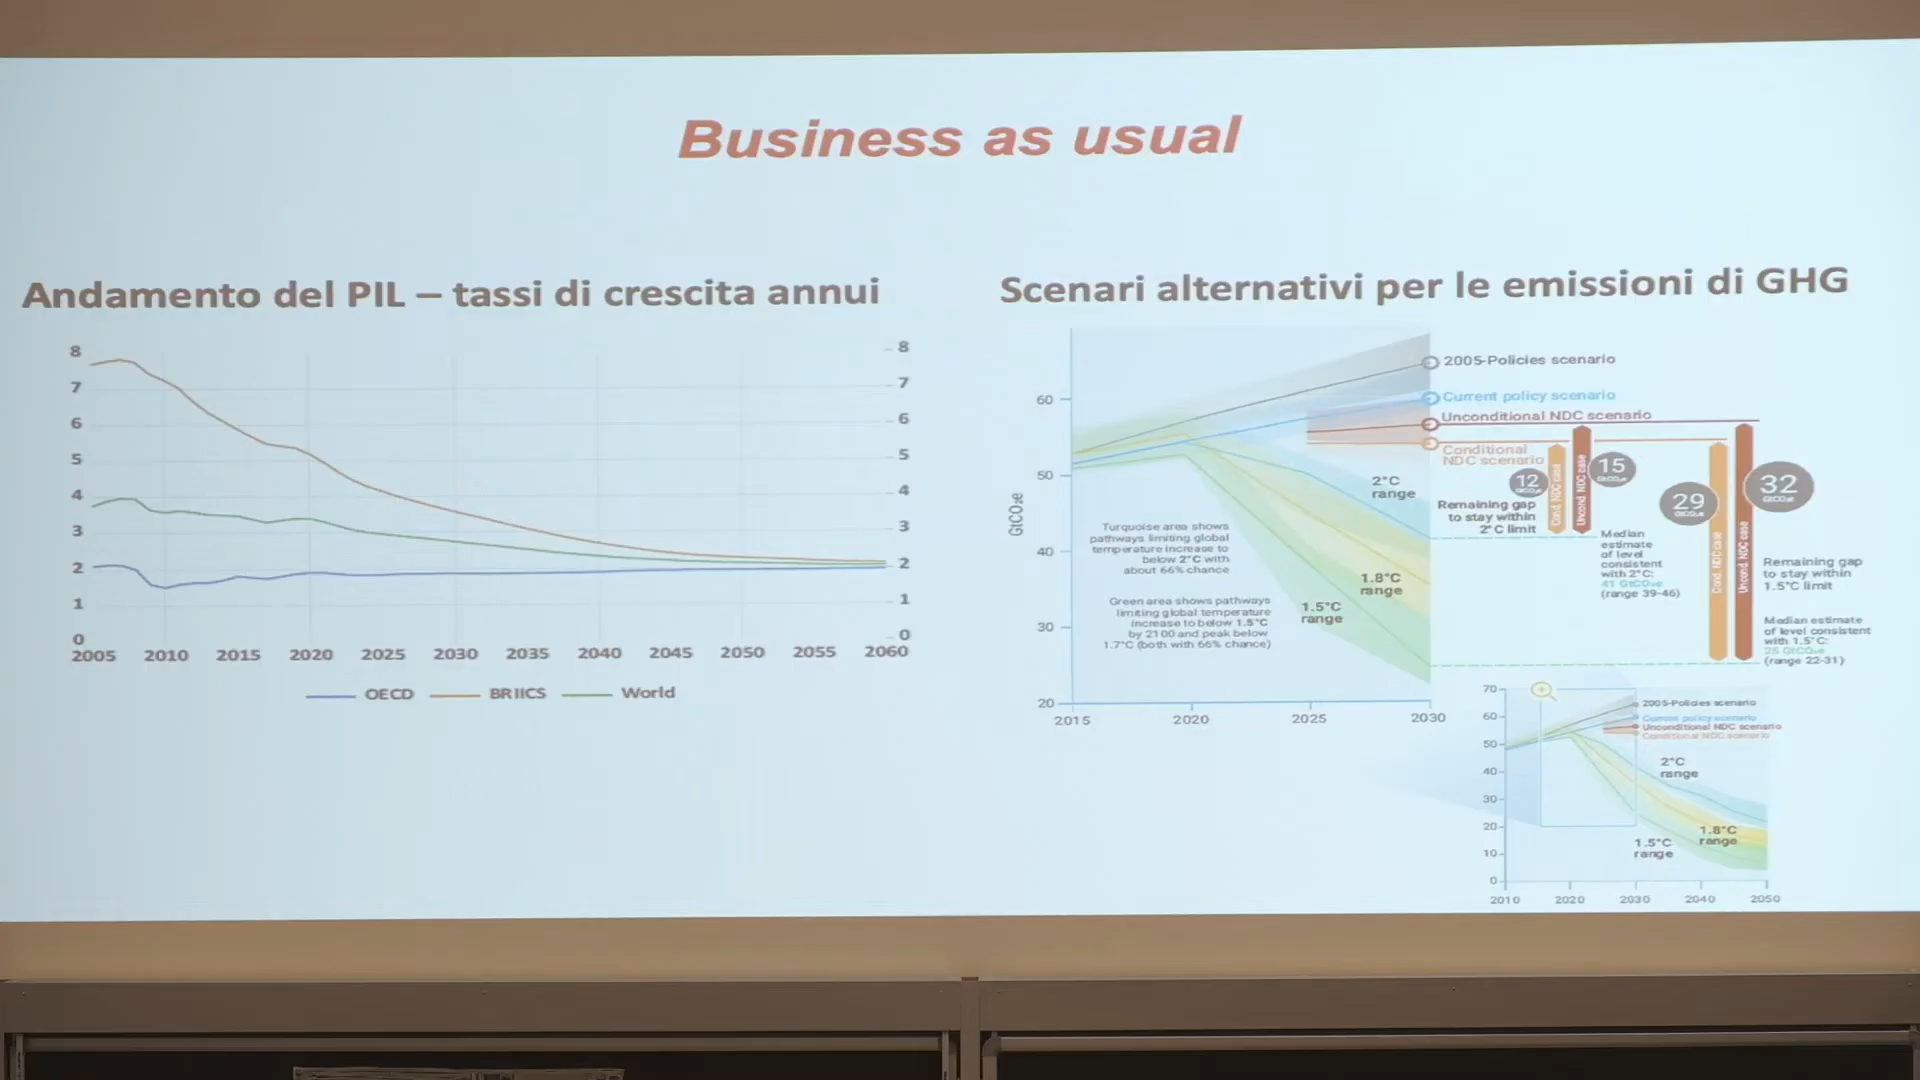 Business as usual
Andamento del PIL – tassi di crescita annui
8
7
6
5
4
3
2
1
0
8
7
6
5
4
3
2
1
0
2005 2010 2015 2020 2025 2030 2035 2040 2045 2050 2055 2060
OECD BRIICS World
Scenari alternativi per le emissioni di GHG
GtCO₂e
60
50
40
30
20
2015 2020 2025 2030
2005-Policies scenario
Current policy scenario
Unconditional NDC scenario
Conditional
NDC scenario
2°C
range
1.8°C
range
1.5°C
range
Turquoise area shows
pathways limiting global
temperature increase to
below 2°C with
about 66% chance
Green area shows pathways
limiting global temperature
increase to below 1.5°C
by 2100 and peak below
1.7°C (both with 66% chance)
12
GtCO₂e
Cond. NDC case
Uncond. NDC case
15
GtCO₂e
Remaining gap
to stay within
2°C limit
Median
estimate
of level
consistent
with 2°C:
41 GtCO₂e
(range 39-46)
29
GtCO₂e
Cond. NDC case
Uncond. NDC case
32
GtCO₂e
Remaining gap
to stay within
1.5°C limit
Median estimate
of level consistent
with 1.5°C:
25 GtCO₂e
(range 22-31)
70
60
50
40
30
20
10
0
2010 2020 2030 2040 2050
2005-Policies scenario
Current policy scenario
Unconditional NDC scenario
Conditional NDC scenario
2°C
range
1.8°C
range
1.5°C
range